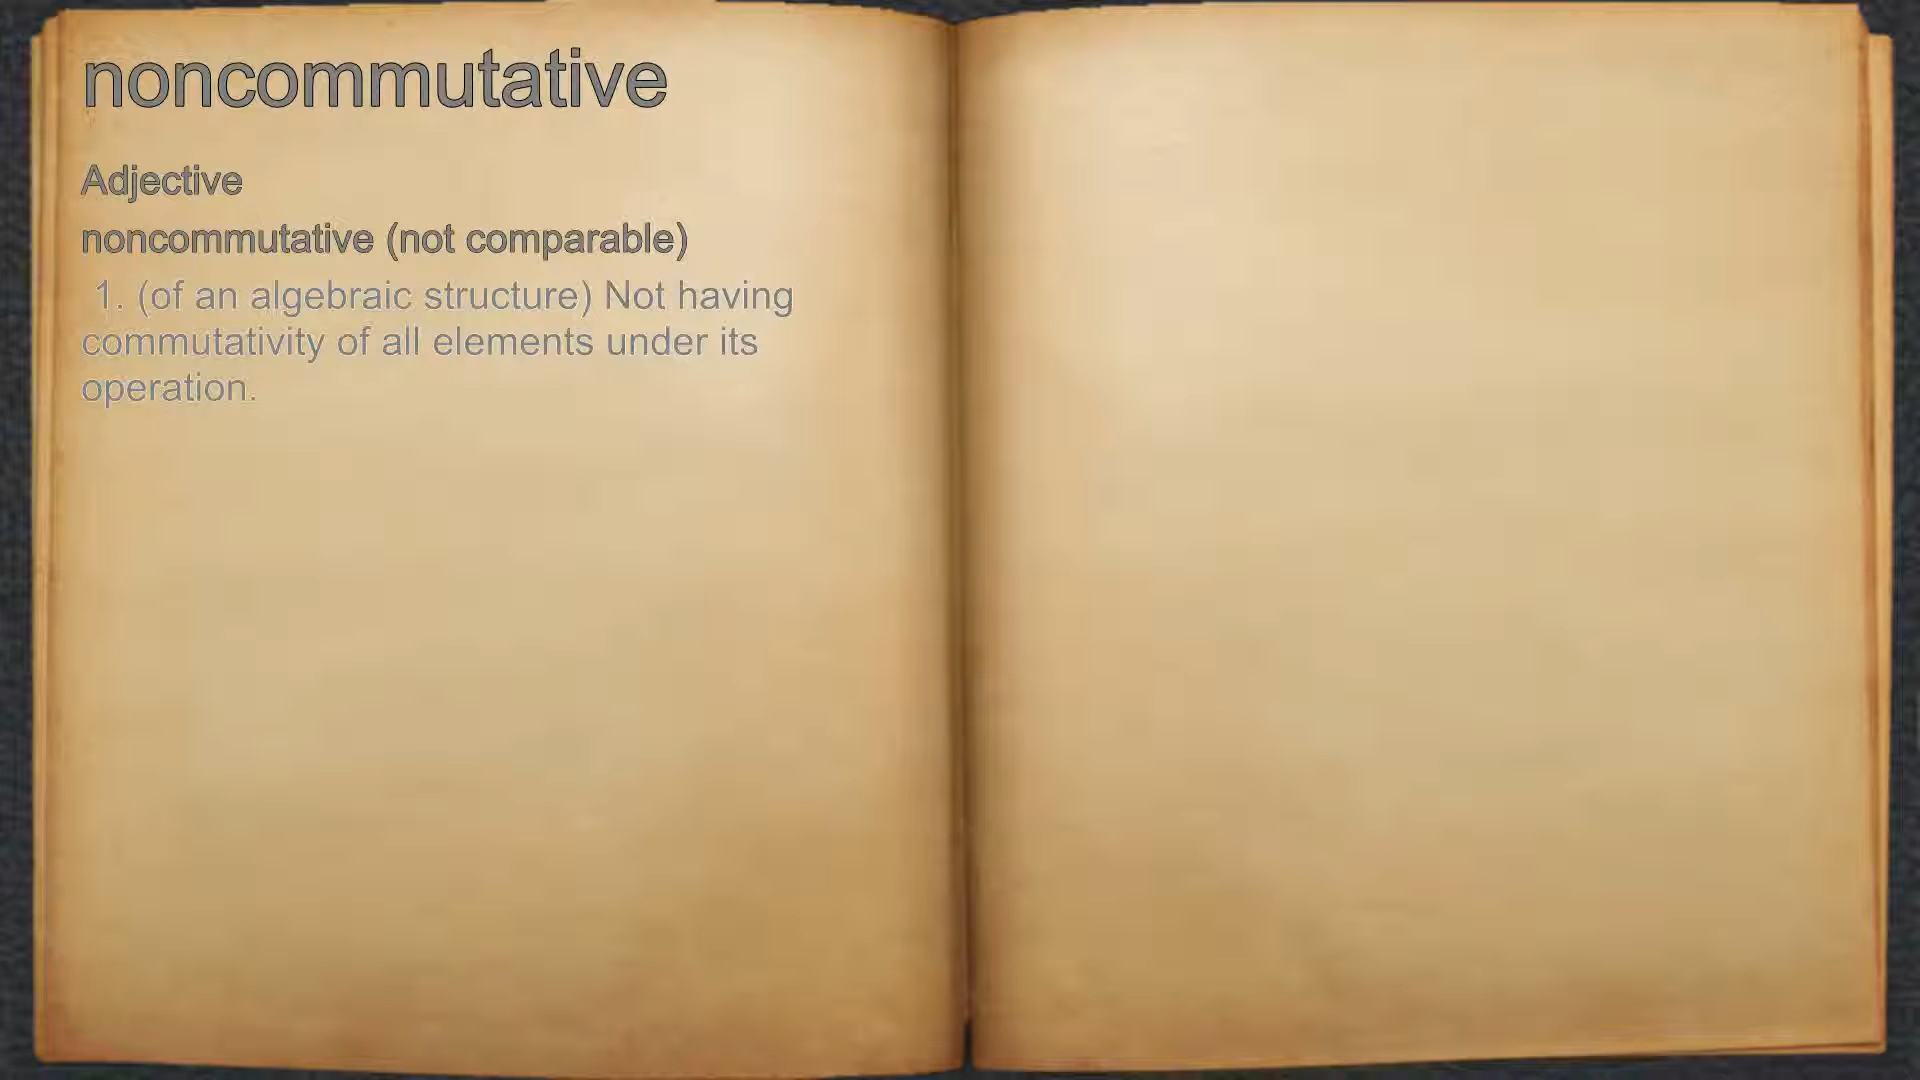 noncommutative
Adjective
noncommutative (not comparable)
1. (of an algebraic structure) Not having
commutativity of all elements under its
operation.